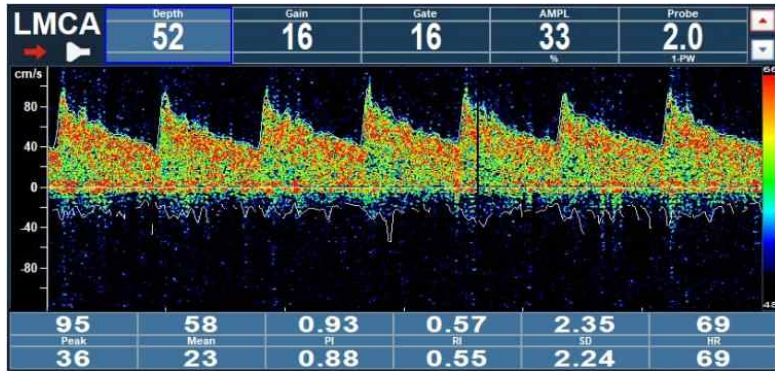 LMCA
Depth Gain Gate AMPL Probe
52 16 16 33 2.0
% 1-PW
cm/s
80
40
0
-40
-80
95 58 0.93 0.57 2.35 69
Peak Mean PI RI SD HR
36 23 0.88 0.55 2.24 69